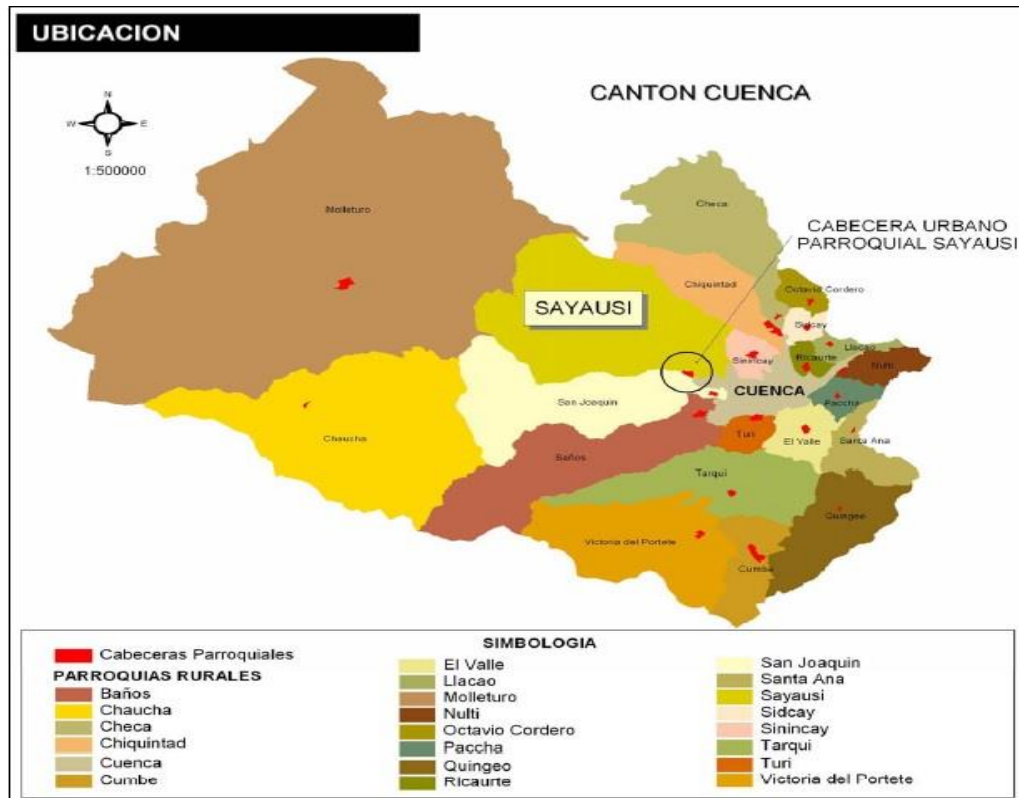 UBICACION
CANTON CUENCA
N
W E
S
1:500000
Molleturo
Checa
CABECERA URBANO
PARROQUIAL SAYAUSI
Chiquintad
Octavio Cordero
SAYAUSI
Sidcay
Llacao
Sinincay
Ricaurte
Nulti
CUENCA
San Joaquin
Paccha
Chaucha
Turi
El Valle
Santa Ana
Baños
Tarqui
Quingeo
Victoria del Portete
Cumbe
SIMBOLOGIA
Cabeceras Parroquiales
PARROQUIAS RURALES
Baños
Chaucha
Checa
Chiquintad
Cuenca
Cumbe
El Valle
Llacao
Molleturo
Nulti
Octavio Cordero
Paccha
Quingeo
Ricaurte
San Joaquin
Santa Ana
Sayausi
Sidcay
Sinincay
Tarqui
Turi
Victoria del Portete